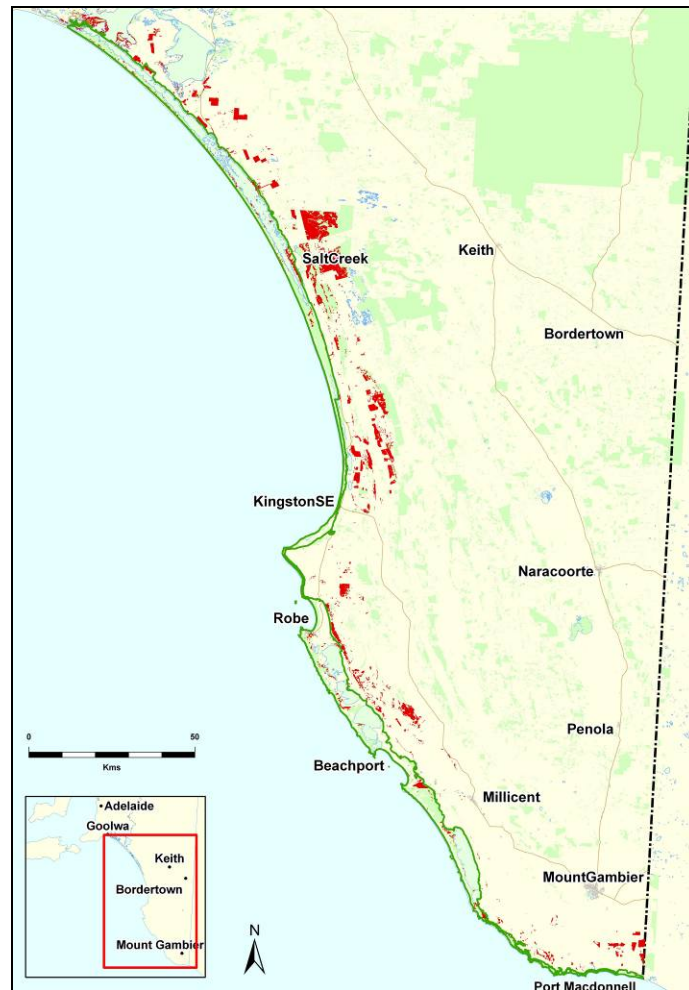 Keith
SaltCreek
Bordertown
KingstonSE
Naracoorte
Robe
Penola
0 50
Kms
Beachport
Millicent
Adelaide
Goolwa
Keith
Bordertown
Mount Gambier
MountGambier
N
Port Macdonnell